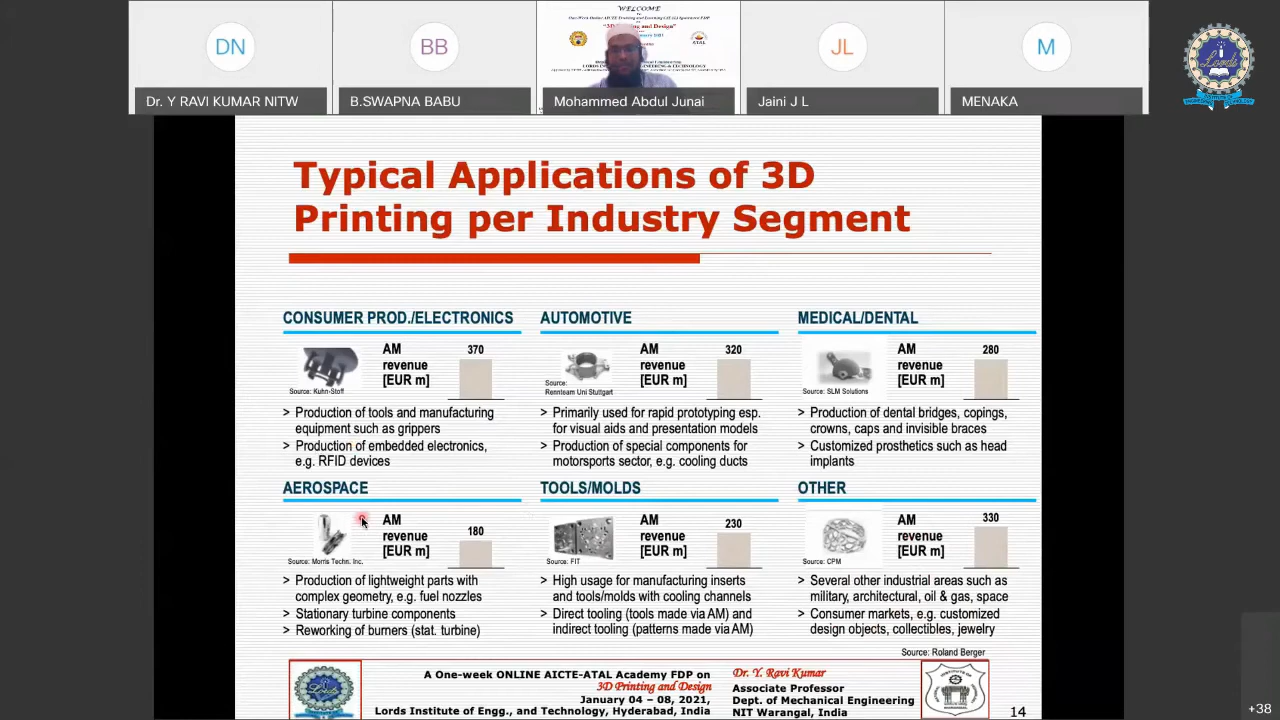 DN
BB
JL
M
WELCOME
Dr. Y RAVI KUMAR NITW
B.SWAPNA BABU
Mohammed Abdul Junai
Jaini J L
MENAKA
Lords
Typical Applications of 3D
Printing per Industry Segment
CONSUMER PROD./ELECTRONICS
AM
revenue
[EUR m]
370
Source: Kuhn-Stoff
> Production of tools and manufacturing
equipment such as grippers
> Production of embedded electronics,
e.g. RFID devices
AUTOMOTIVE
AM
revenue
[EUR m]
320
Source:
Rennteam Uni Stuttgart
> Primarily used for rapid prototyping esp.
for visual aids and presentation models
> Production of special components for
motorsports sector, e.g. cooling ducts
MEDICAL/DENTAL
AM
revenue
[EUR m]
280
Source: SLM Solutions
> Production of dental bridges, copings,
crowns, caps and invisible braces
> Customized prosthetics such as head
implants
AEROSPACE
AM
revenue
[EUR m]
180
Source: Morris Techn. Inc.
> Production of lightweight parts with
complex geometry, e.g. fuel nozzles
> Stationary turbine components
> Reworking of burners (stat. turbine)
TOOLS/MOLDS
AM
revenue
[EUR m]
230
Source: FIT
> High usage for manufacturing inserts
and tools/molds with cooling channels
> Direct tooling (tools made via AM) and
indirect tooling (patterns made via AM)
OTHER
AM
revenue
[EUR m]
330
Source: CPM
> Several other industrial areas such as
military, architectural, oil & gas, space
> Consumer markets, e.g. customized
design objects, collectibles, jewelry
Source: Roland Berger
A One-week ONLINE AICTE-ATAL Academy FDP on
3D Printing and Design
January 04 – 08, 2021,
Lords Institute of Engg., and Technology, Hyderabad, India
Dr. Y. Ravi Kumar
Associate Professor
Dept. of Mechanical Engineering
NIT Warangal, India
14
+38